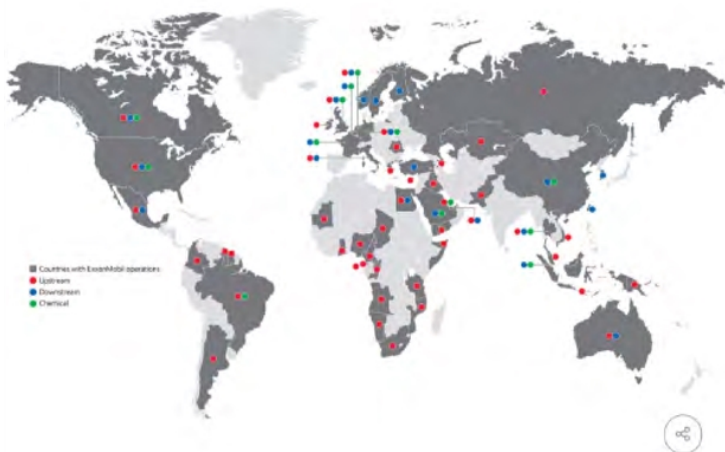 Countries with ExxonMobil operations
Upstream
Downstream
Chemical